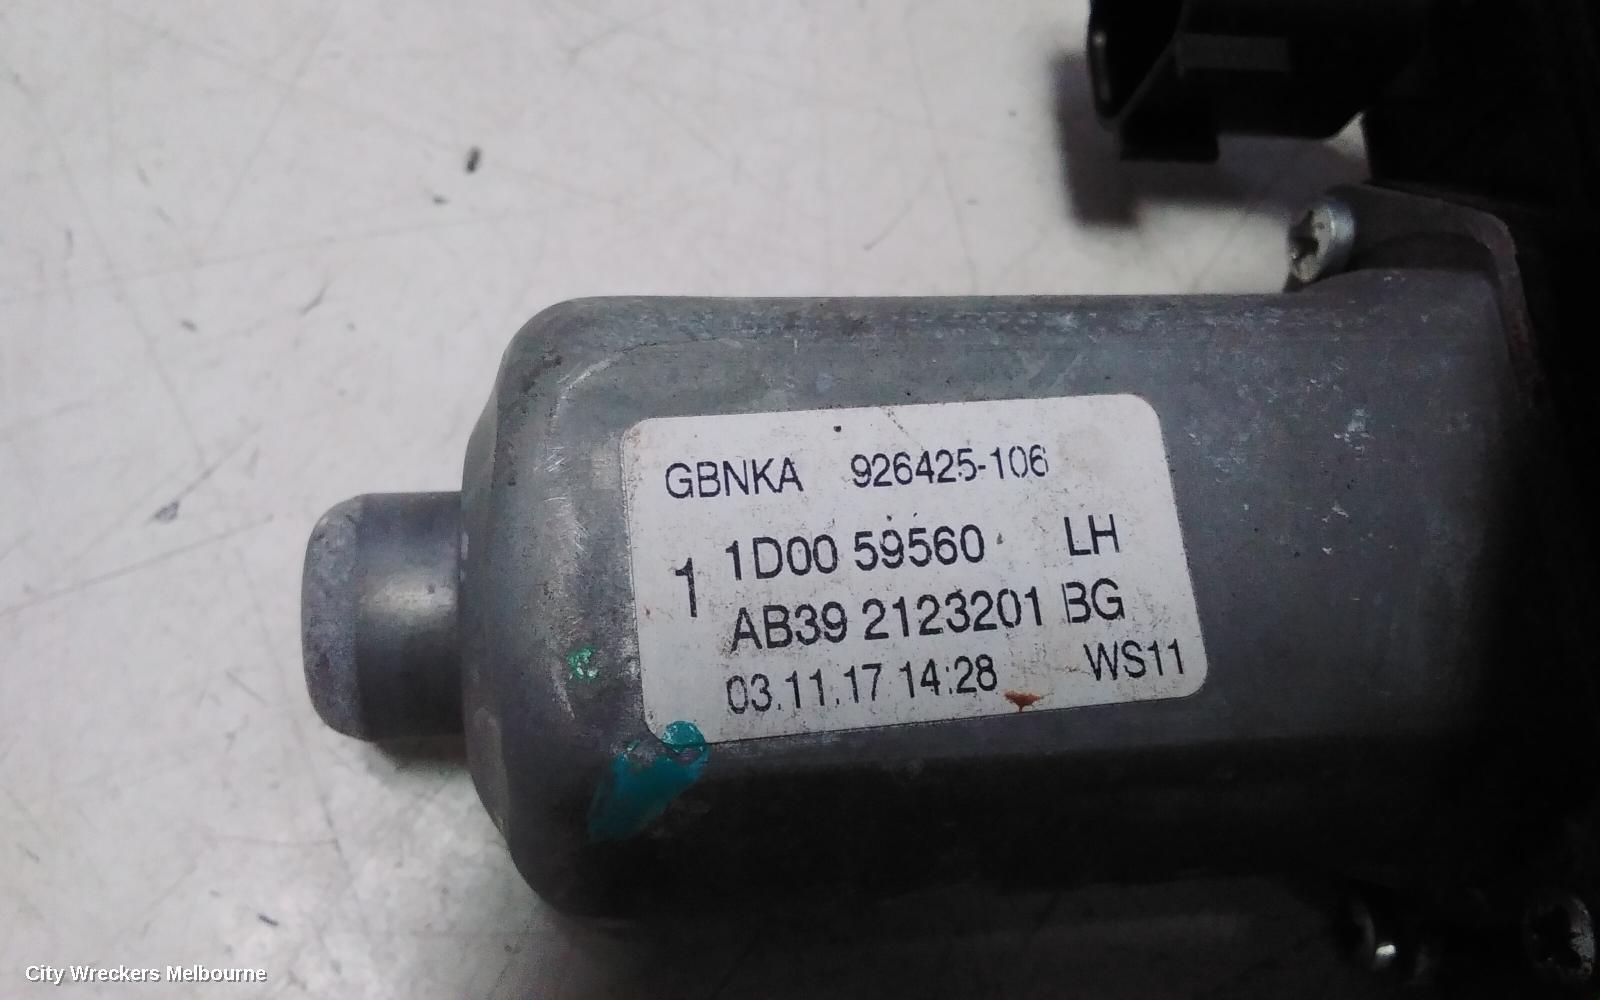 GBNKA 926425-106
1 1D00 59560 LH
AB39 2123201 BG
03.11.17 14:28 WS11
City Wreckers Melbourne